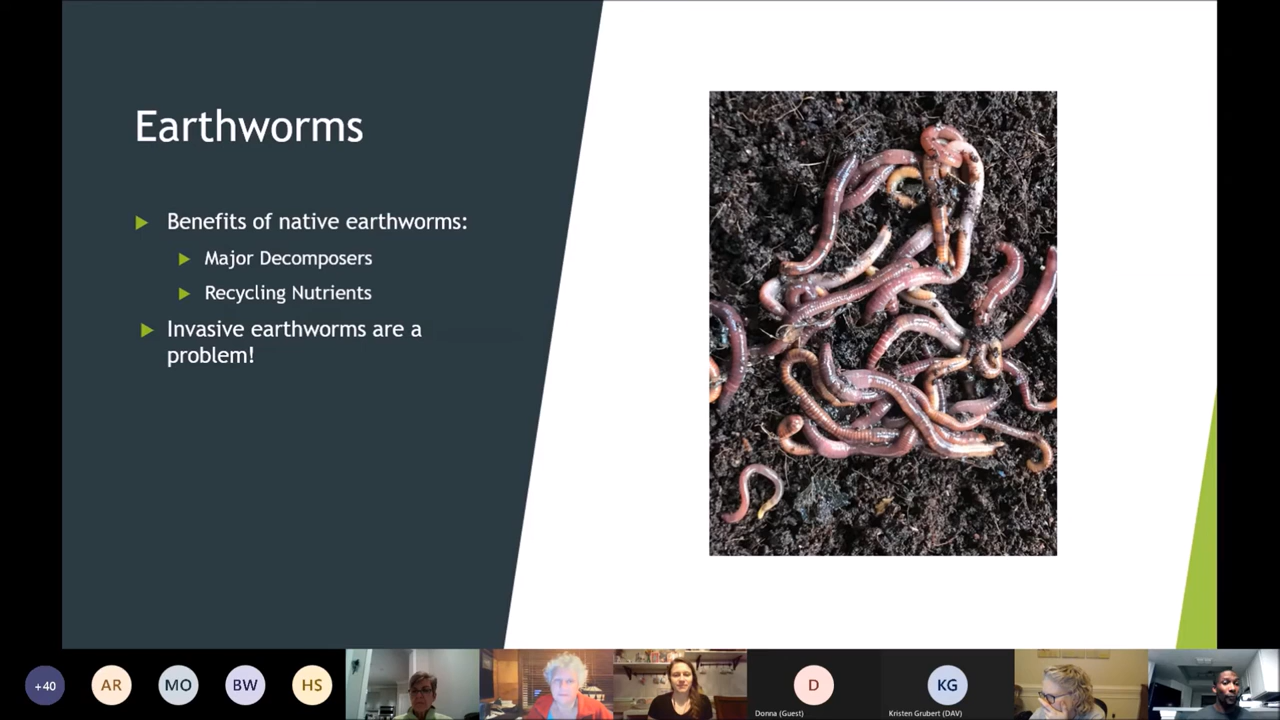 Earthworms
Benefits of native earthworms:
Major Decomposers
Recycling Nutrients
Invasive earthworms are a
problem!
+40
AR
MO
BW
HS
D
Donna (Guest)
KG
Kristen Grubert (DAV)